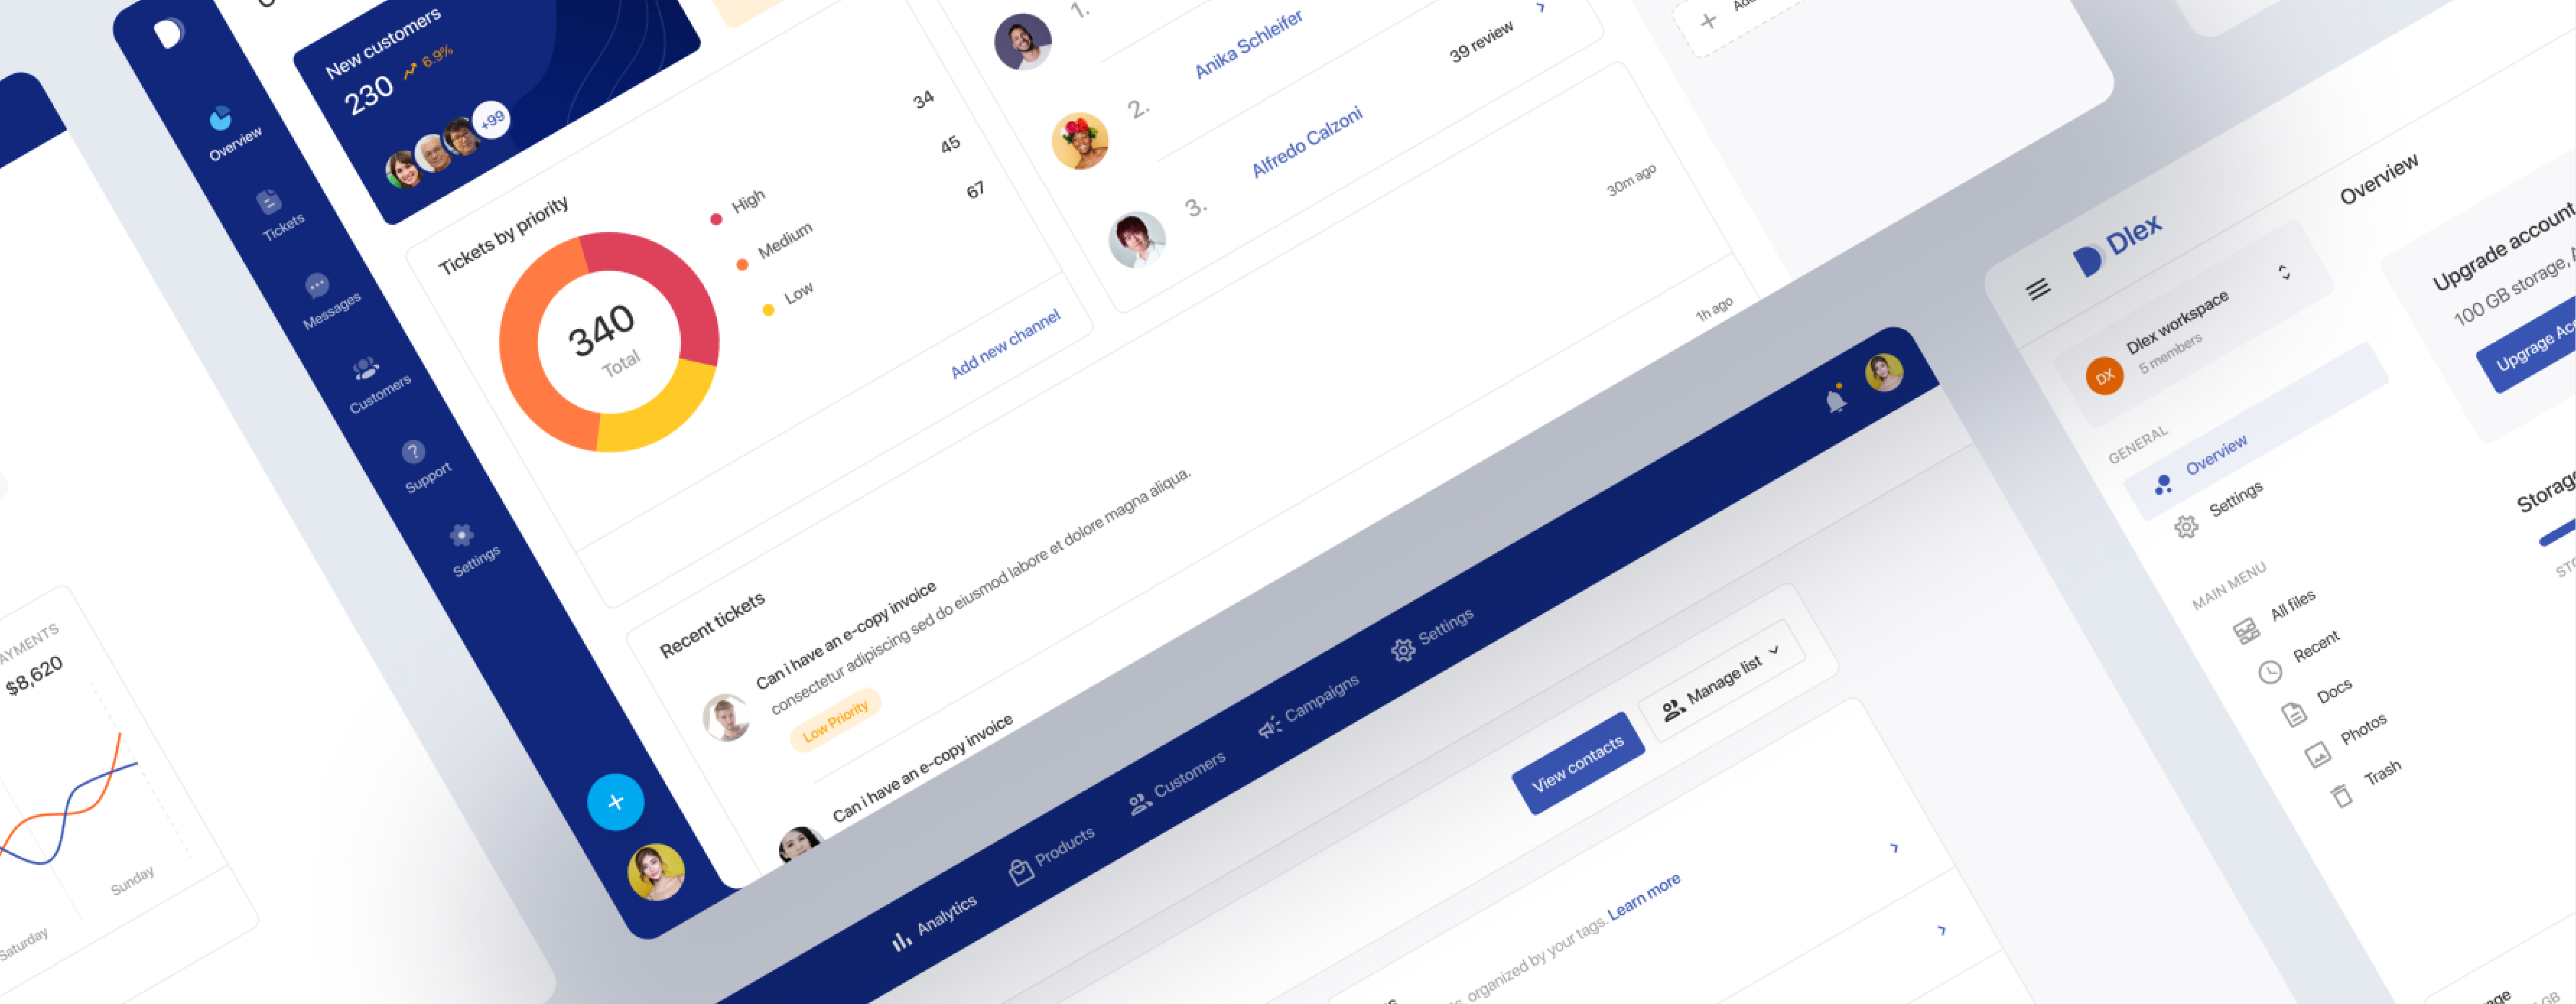 AYMENTS
$8,620
Saturday
Sunday
Overview
Tickets
Messages
Customers
Support
Settings
New customers
230
6.9%
+99
Tickets by priority
340
Total
High
34
Medium
45
Low
67
Add new channel
1.
Anika Schleifer
2.
39 review
Alfredo Calzoni
3.
Recent tickets
30m ago
Can i have an e-copy invoice
consectetur adipiscing sed do eiusmod labore et dolore magna aliqua.
Low Priority
1h ago
Can i have an e-copy invoice
Analytics
Products
Customers
Campaigns
Settings
View contacts
Manage list
organized by your tags. Learn more
Dlex
Overview
Dlex workspace
DX
5 members
GENERAL
Overview
Settings
MAIN MENU
All files
Recent
Docs
Photos
Trash
Upgrade account
100 GB storage,
Upgrade Acc
Storage